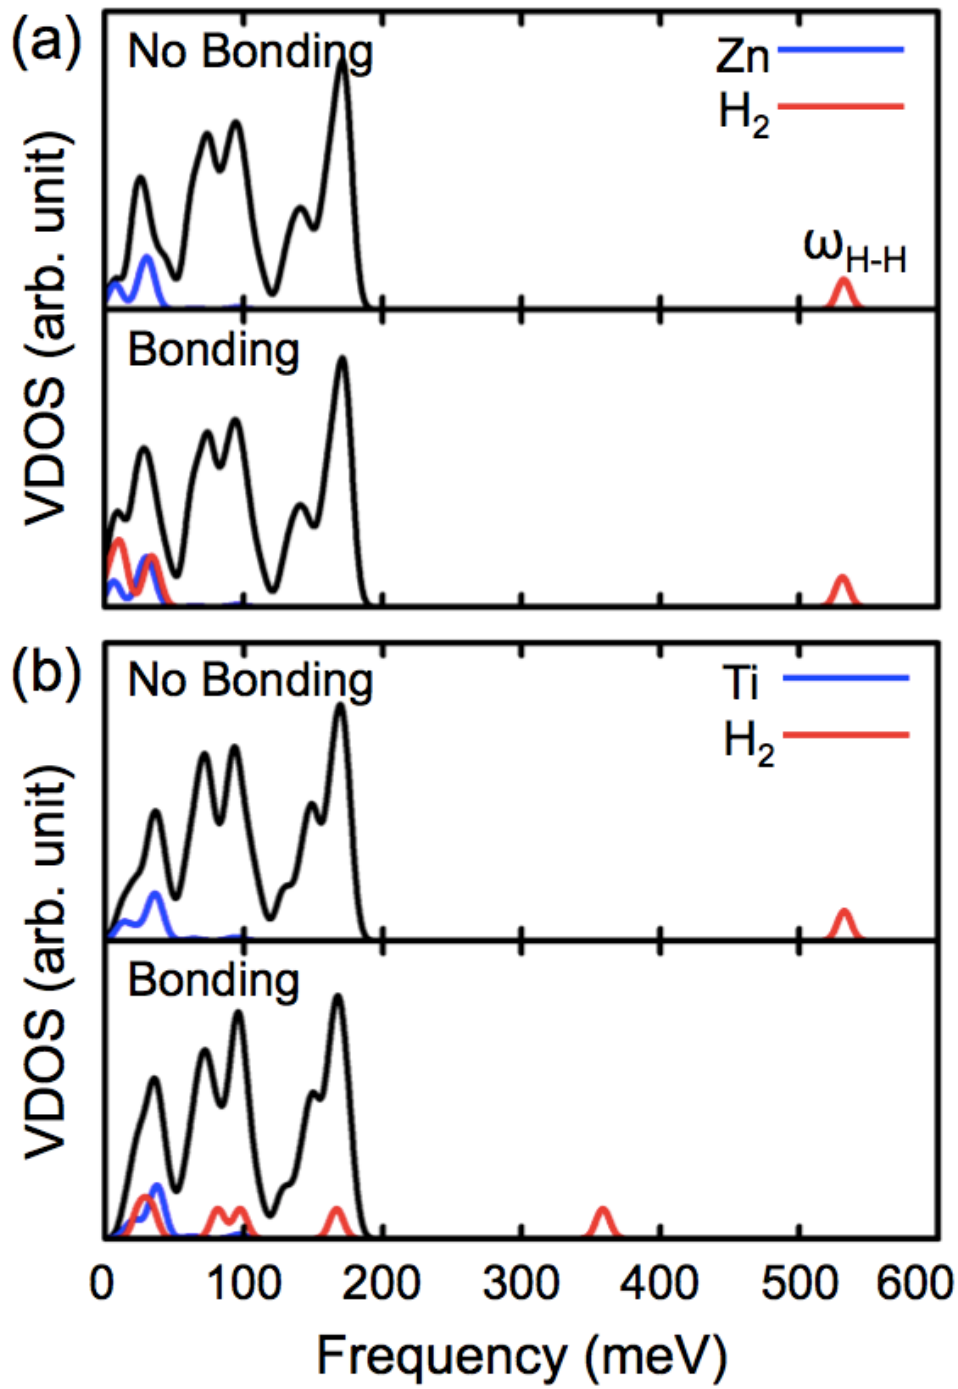 (a)
No Bonding
Zn
H2
ωH-H
VDOS (arb. unit)
Bonding
(b)
No Bonding
Ti
H2
VDOS (arb. unit)
Bonding
0 100 200 300 400 500 600
Frequency (meV)